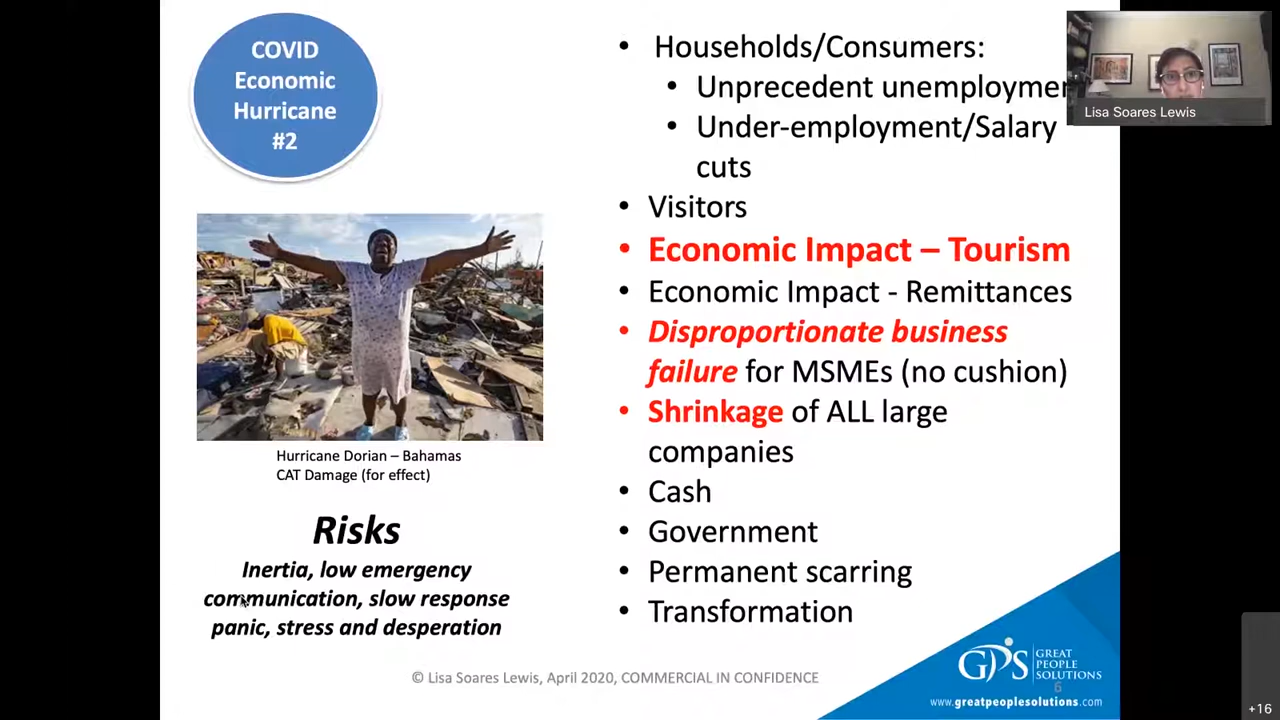 COVID
Economic
Hurricane
#2
Hurricane Dorian – Bahamas
CAT Damage (for effect)
Risks
Inertia, low emergency
communication, slow response
panic, stress and desperation
• Households/Consumers:
• Unprecedent unemploymen
• Under-employment/Salary
cuts
• Visitors
• Economic Impact – Tourism
• Economic Impact - Remittances
• Disproportionate business
failure for MSMEs (no cushion)
• Shrinkage of ALL large
companies
• Cash
• Government
• Permanent scarring
• Transformation
Lisa Soares Lewis
© Lisa Soares Lewis, April 2020, COMMERCIAL IN CONFIDENCE
GPS
GREAT
PEOPLE
SOLUTIONS
6
www.greatpeoplesolutions.com
+16